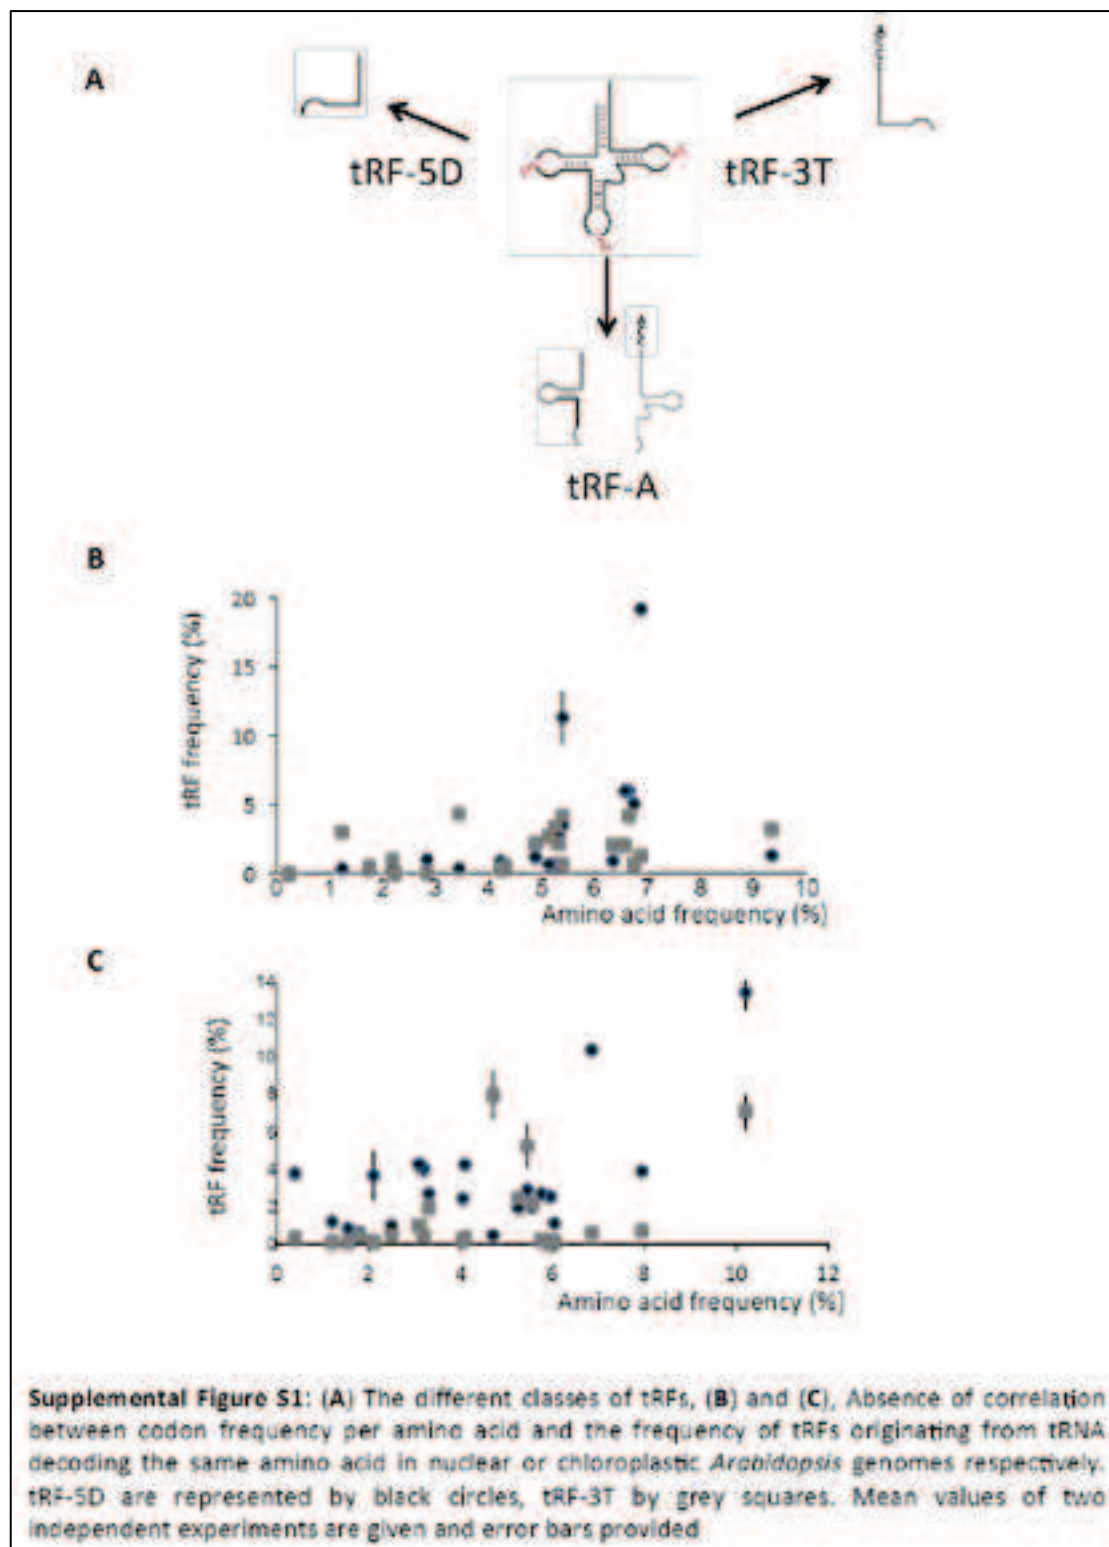 A
tRF-5D
tRF-3T
tRF-A
B
tRF frequency (%)
20
15
10
5
0
0 1 2 3 4 5 6 7 8 9 10
Amino acid frequency (%)
C
tRF frequency (%)
14
12
10
8
6
4
2
0
0 2 4 6 8 10 12
Amino acid frequency (%)
Supplemental Figure S1: (A) The different classes of tRFs, (B) and (C), Absence of correlation
between codon frequency per amino acid and the frequency of tRFs originating from tRNA
decoding the same amino acid in nuclear or chloroplastic Arabidopsis genomes respectively.
tRF-5D are represented by black circles, tRF-3T by grey squares. Mean values of two
independent experiments are given and error bars provided